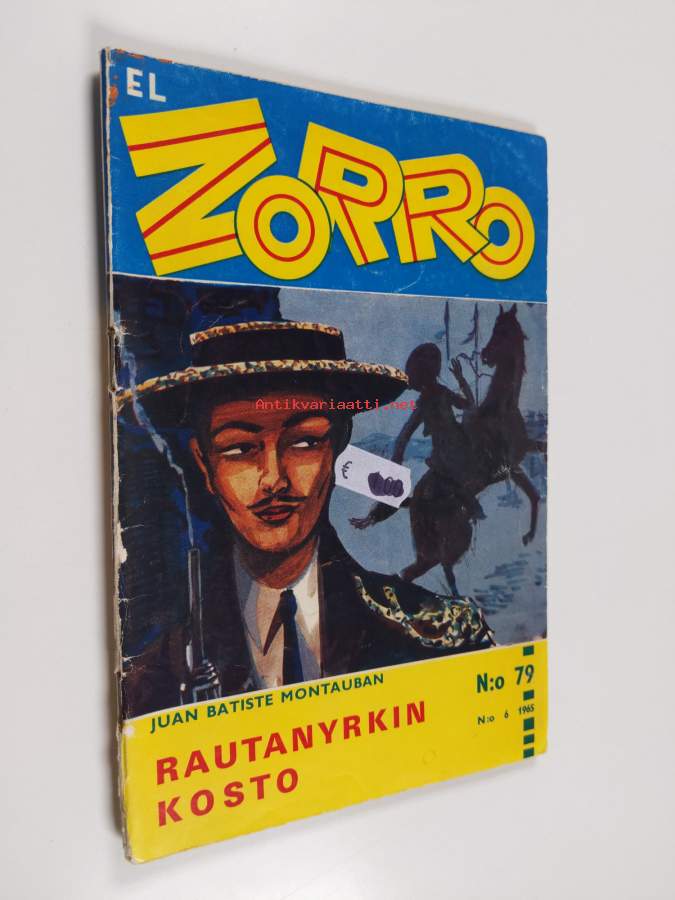 EL
ZORRO
Antikvariaatti.net
€
JUAN BATISTE MONTAUBAN
N:o 79
N:o 6 1965
RAUTANYRKIN
KOSTO